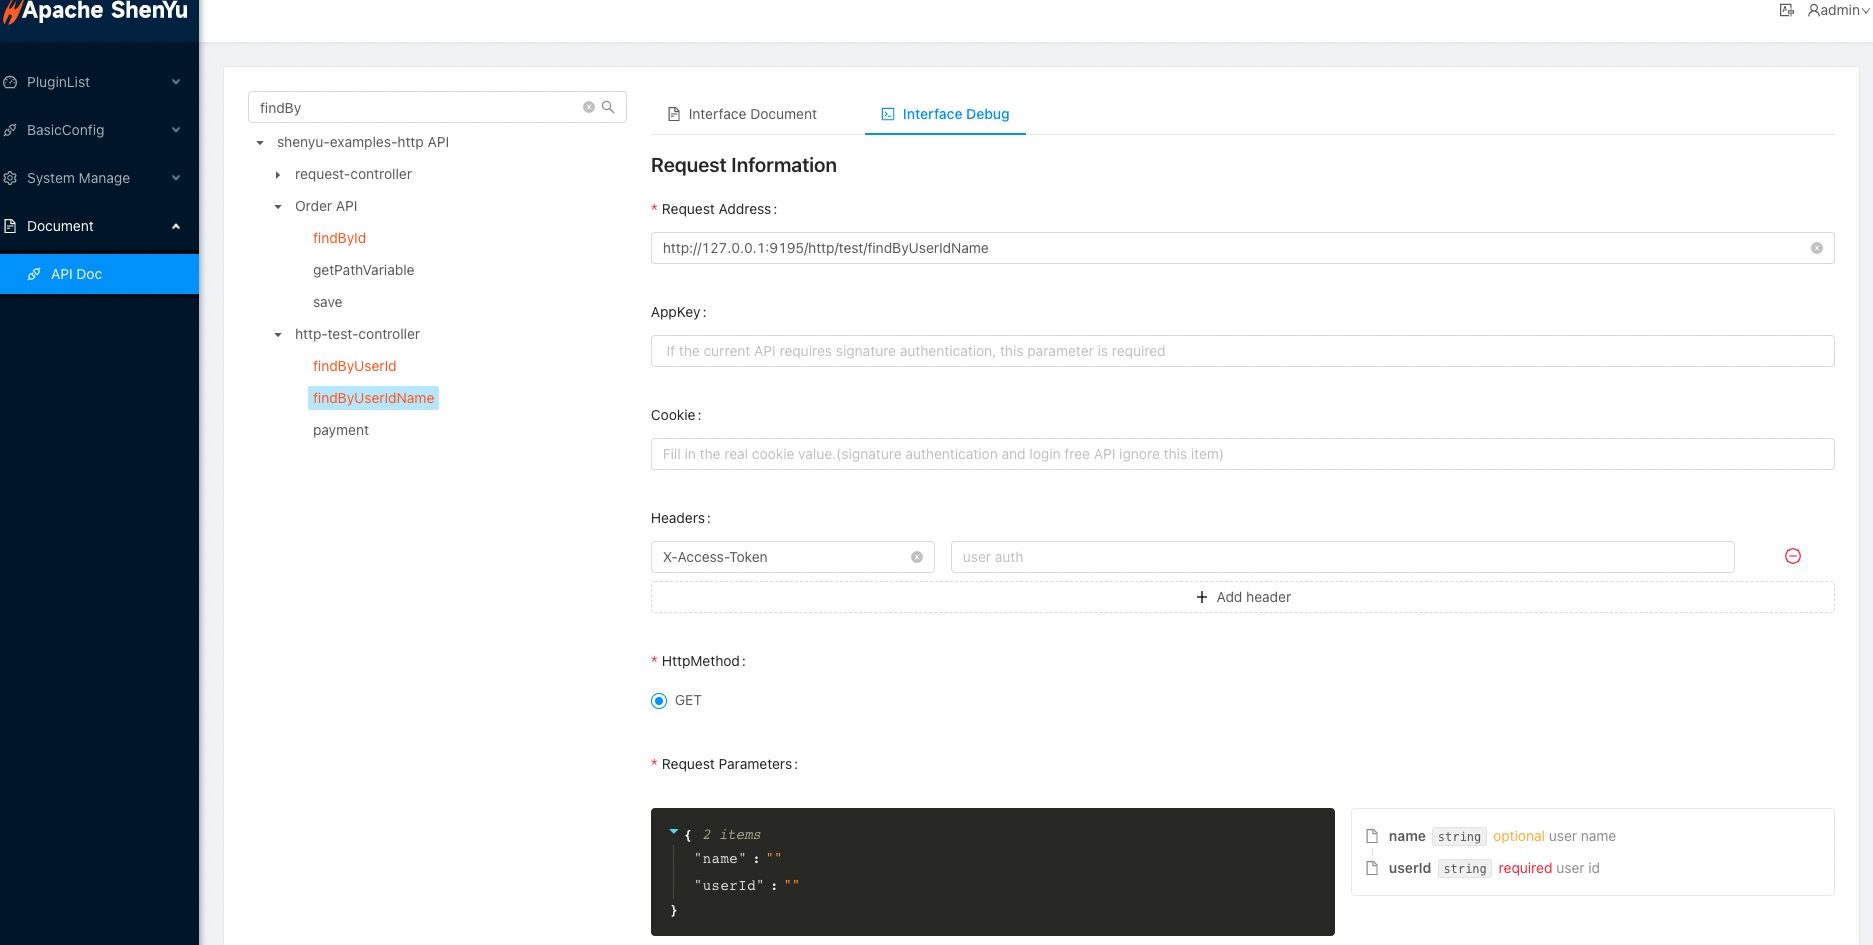 Apache ShenYu
admin
PluginList
BasicConfig
System Manage
Document
API Doc
findBy
shenyu-examples-http API
request-controller
Order API
findById
getPathVariable
save
http-test-controller
findByUserId
findByUserIdName
payment
Interface Document
Interface Debug
Request Information
* Request Address:
http://127.0.0.1:9195/http/test/findByUserIdName
AppKey:
If the current API requires signature authentication, this parameter is required
Cookie:
Fill in the real cookie value.(signature authentication and login free API ignore this item)
Headers:
X-Access-Token
user auth
+ Add header
* HttpMethod:
GET
* Request Parameters:
{ 2 items
"name" : ""
"userId" : ""
}
name string optional user name
userId string required user id